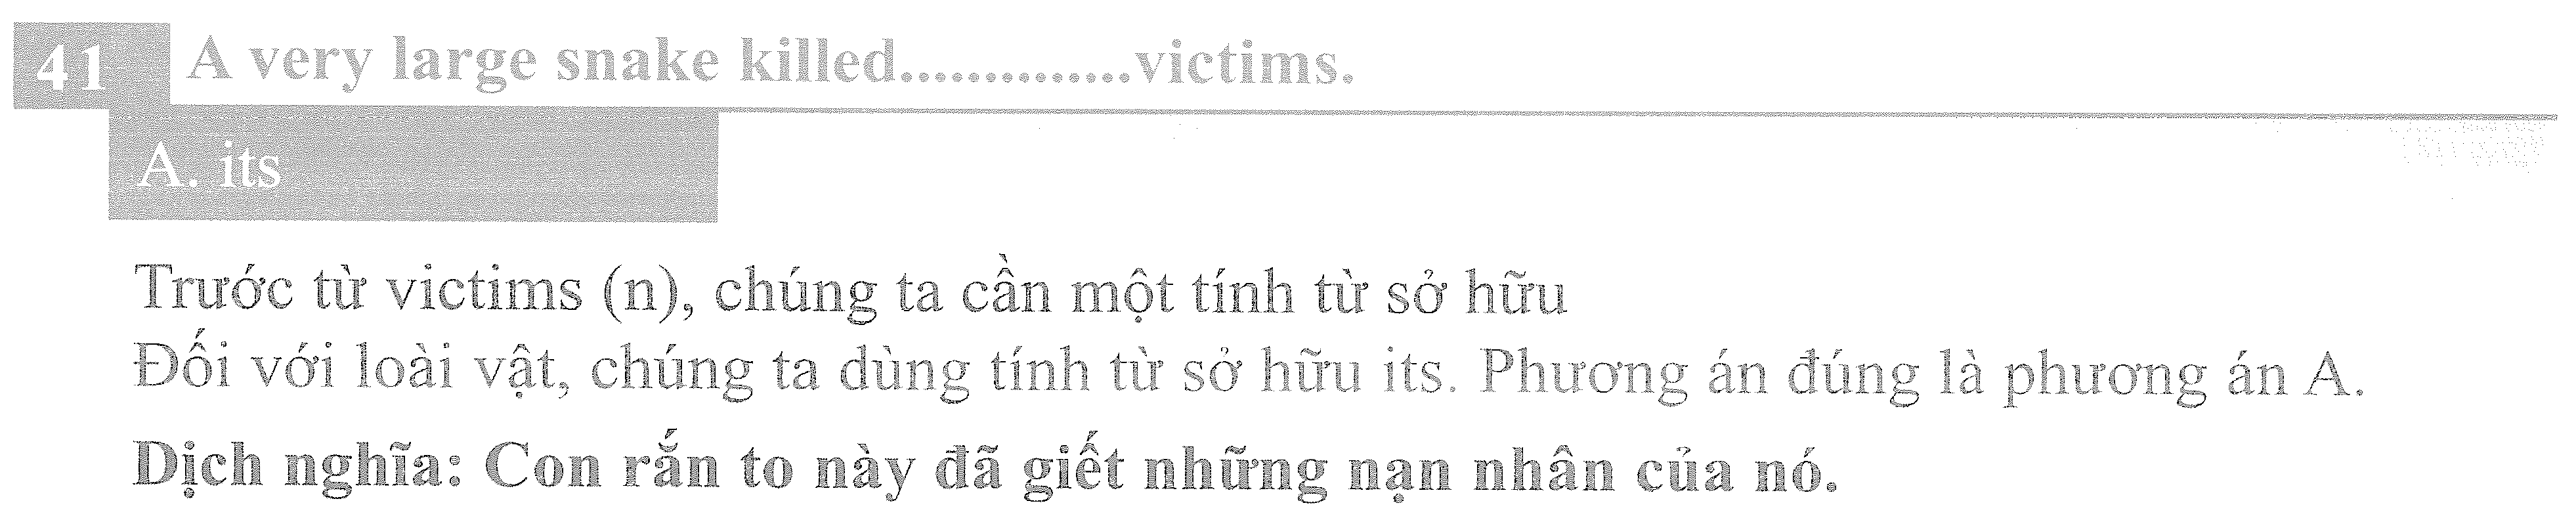 41 A very large snake killed..............victims.
A. its
Trước từ victims (n), chúng ta cần một tính từ sở hữu
Đối với loài vật, chúng ta dùng tính từ sở hữu its. Phương án đúng là phương án A.
Dịch nghĩa: Con rắn to này đã giết những nạn nhân của nó.